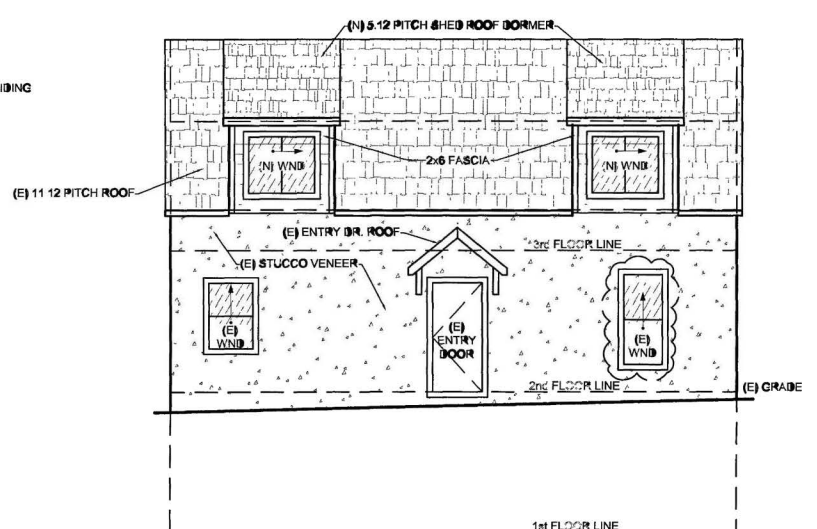 (N) 5:12 PITCH SHED ROOF DORMER
IDING
(N) WND
2x6 FASCIA
(N) WND
(E) 11 12 PITCH ROOF
(E) ENTRY DR. ROOF
3rd FLOOR LINE
(E) STUCCO VENEER
(E)
WND
(E)
ENTRY
DOOR
(E)
WND
2nd FLOOR LINE
(E) GRADE
1st FLOOR LINE